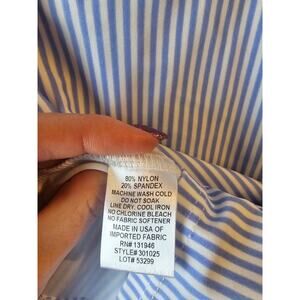 80% NYLON
20% SPANDEX
MACHINE WASH COLD
DO NOT SOAK
LINE DRY, COOL IRON
NO CHLORINE BLEACH
NO FABRIC SOFTENER
MADE IN USA OF
IMPORTED FABRIC
RN# 131946
STYLE# 301025
LOT# 53299